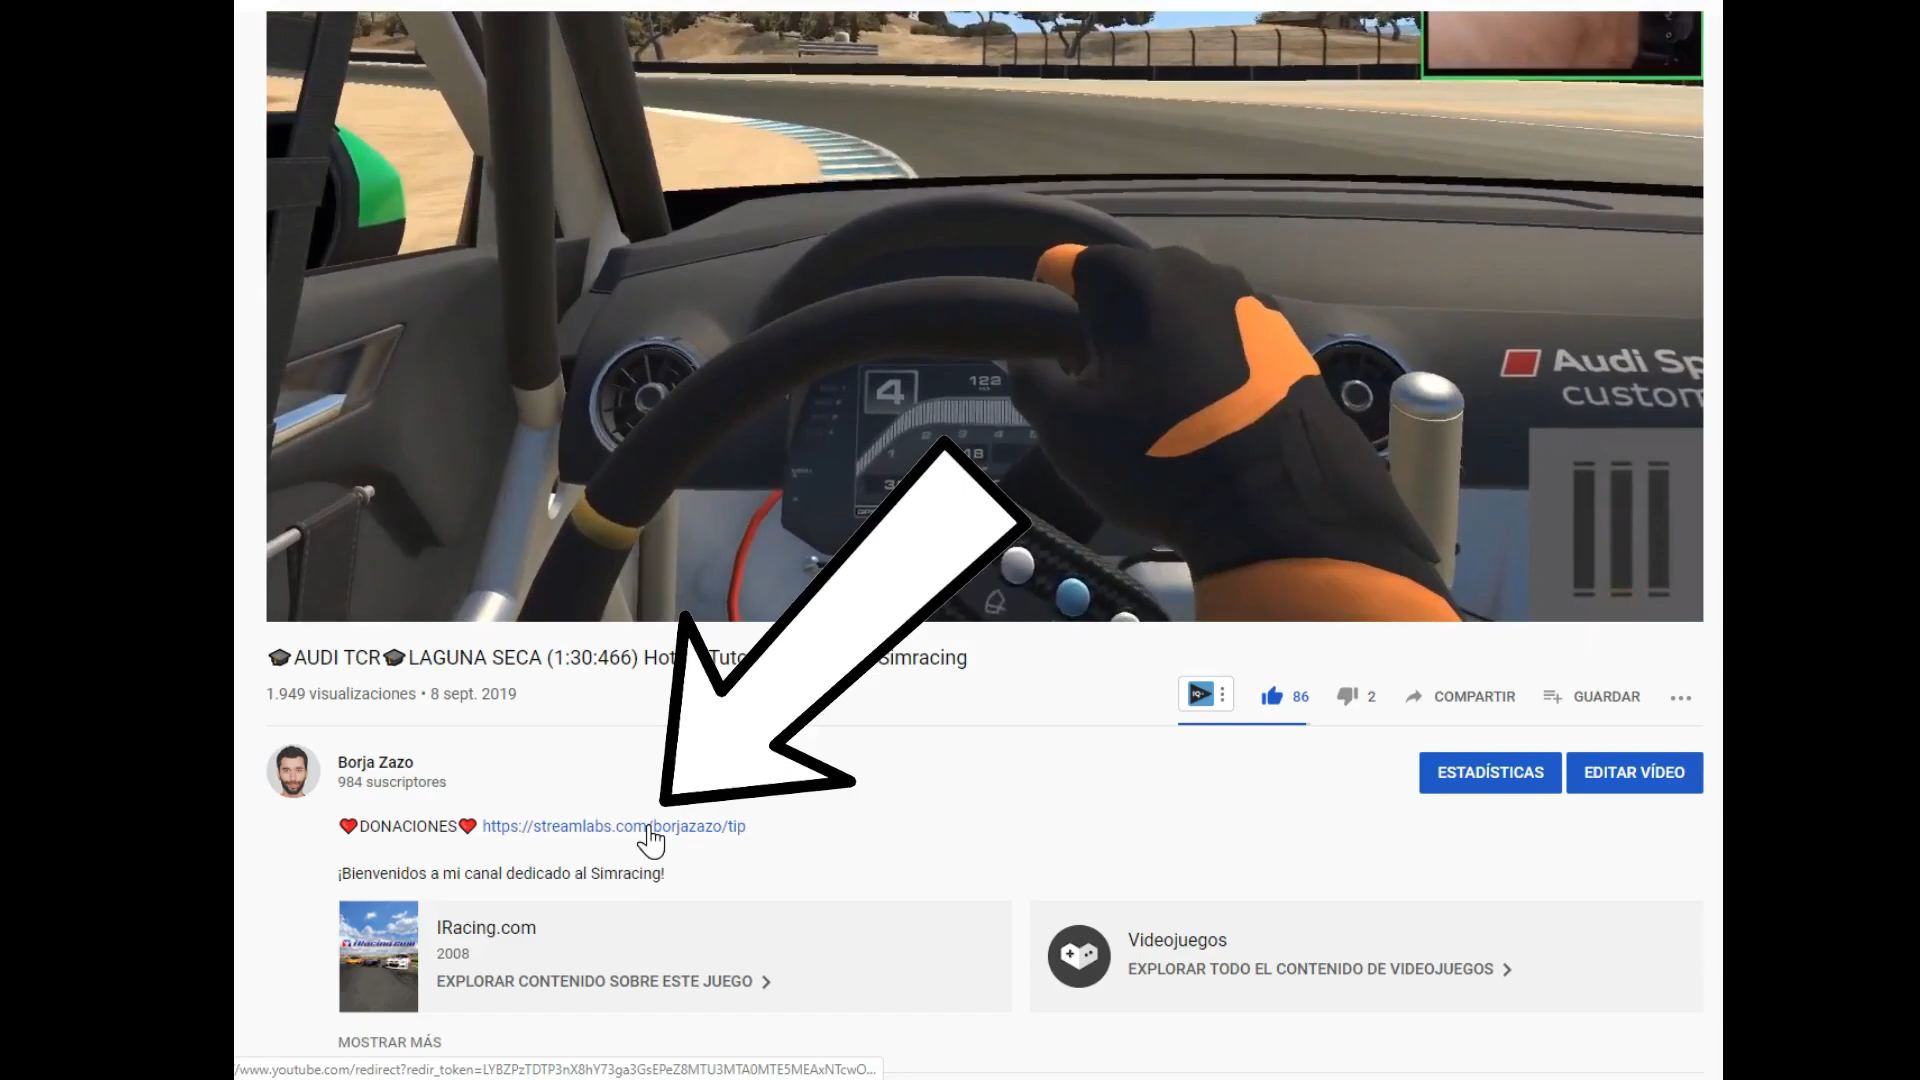 4
122
Audi Sp
custom
🎓AUDI TCR🎓LAGUNA SECA (1:30:466) Hot Tuto Simracing
1.949 visualizaciones • 8 sept. 2019
86
2
COMPARTIR
GUARDAR
Borja Zazo
984 suscriptores
ESTADÍSTICAS
EDITAR VÍDEO
❤️DONACIONES❤️ https://streamlabs.com/borjazazo/tip
¡Bienvenidos a mi canal dedicado al Simracing!
IRacing.com
2008
EXPLORAR CONTENIDO SOBRE ESTE JUEGO
Videojuegos
EXPLORAR TODO EL CONTENIDO DE VIDEOJUEGOS
MOSTRAR MÁS
/www.youtube.com/redirect?redir_token=LYBZPzTDTP3nX8hY73ga3GsEPeZ8MTU3MTA0MTE5MEAxNTcwO...